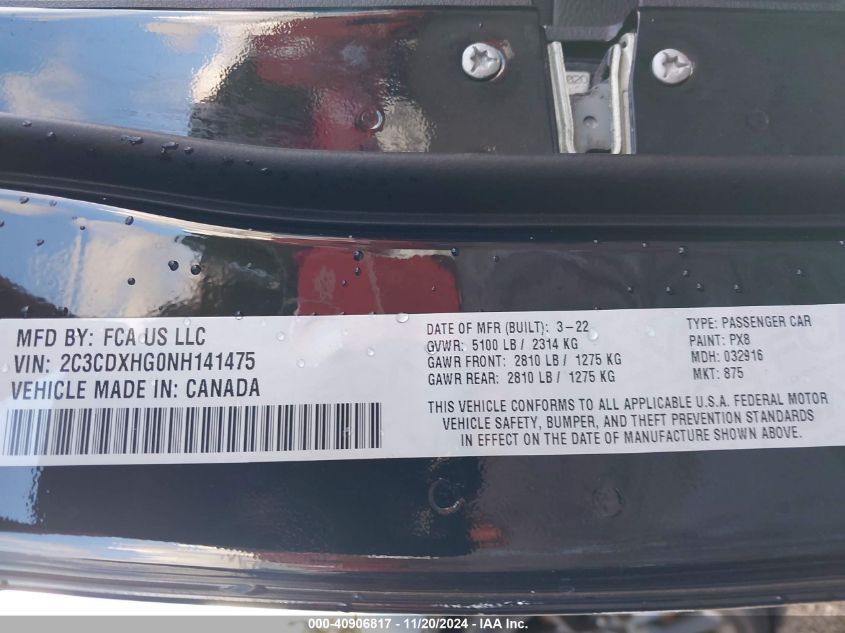 MFD BY: FCA US LLC
VIN: 2C3CDXHG0NH141475
VEHICLE MADE IN: CANADA
DATE OF MFR (BUILT): 3-22
GVWR: 5100 LB / 2314 KG
GAWR FRONT: 2810 LB / 1275 KG
GAWR REAR: 2810 LB / 1275 KG
TYPE: PASSENGER CAR
PAINT: PX8
MDH: 032916
MKT: 875
THIS VEHICLE CONFORMS TO ALL APPLICABLE U.S.A. FEDERAL MOTOR
VEHICLE SAFETY, BUMPER, AND THEFT PREVENTION STANDARDS
IN EFFECT ON THE DATE OF MANUFACTURE SHOWN ABOVE.
000-40906817 - 11/20/2024 - IAA Inc.